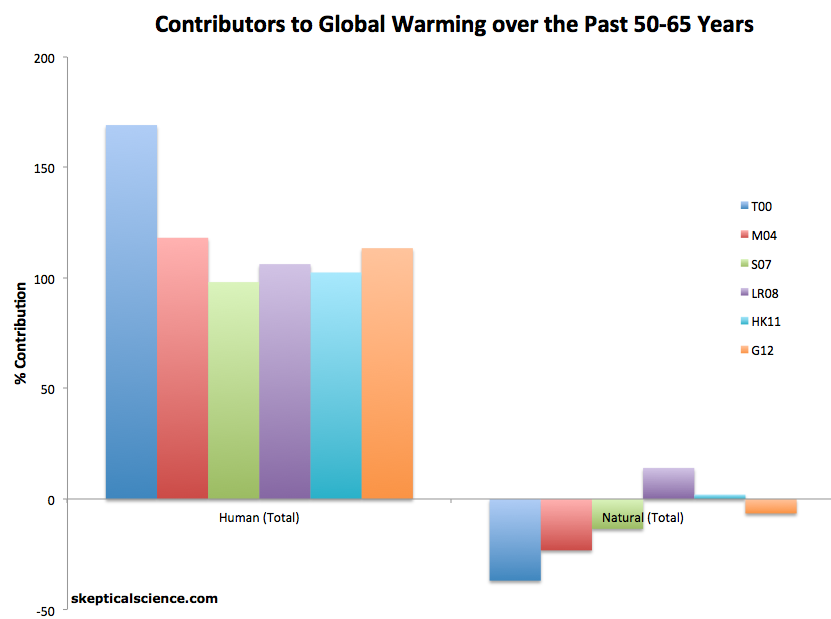 Contributors to Global Warming over the Past 50-65 Years
200
150
100
50
0
-50
% Contribution
Human (Total)
Natural (Total)
T00
M04
S07
LR08
HK11
G12
skepticalscience.com